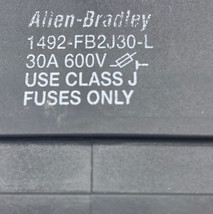 Allen-Bradley
1492-FB2J30-L
30A 600V
USE CLASS J
FUSES ONLY